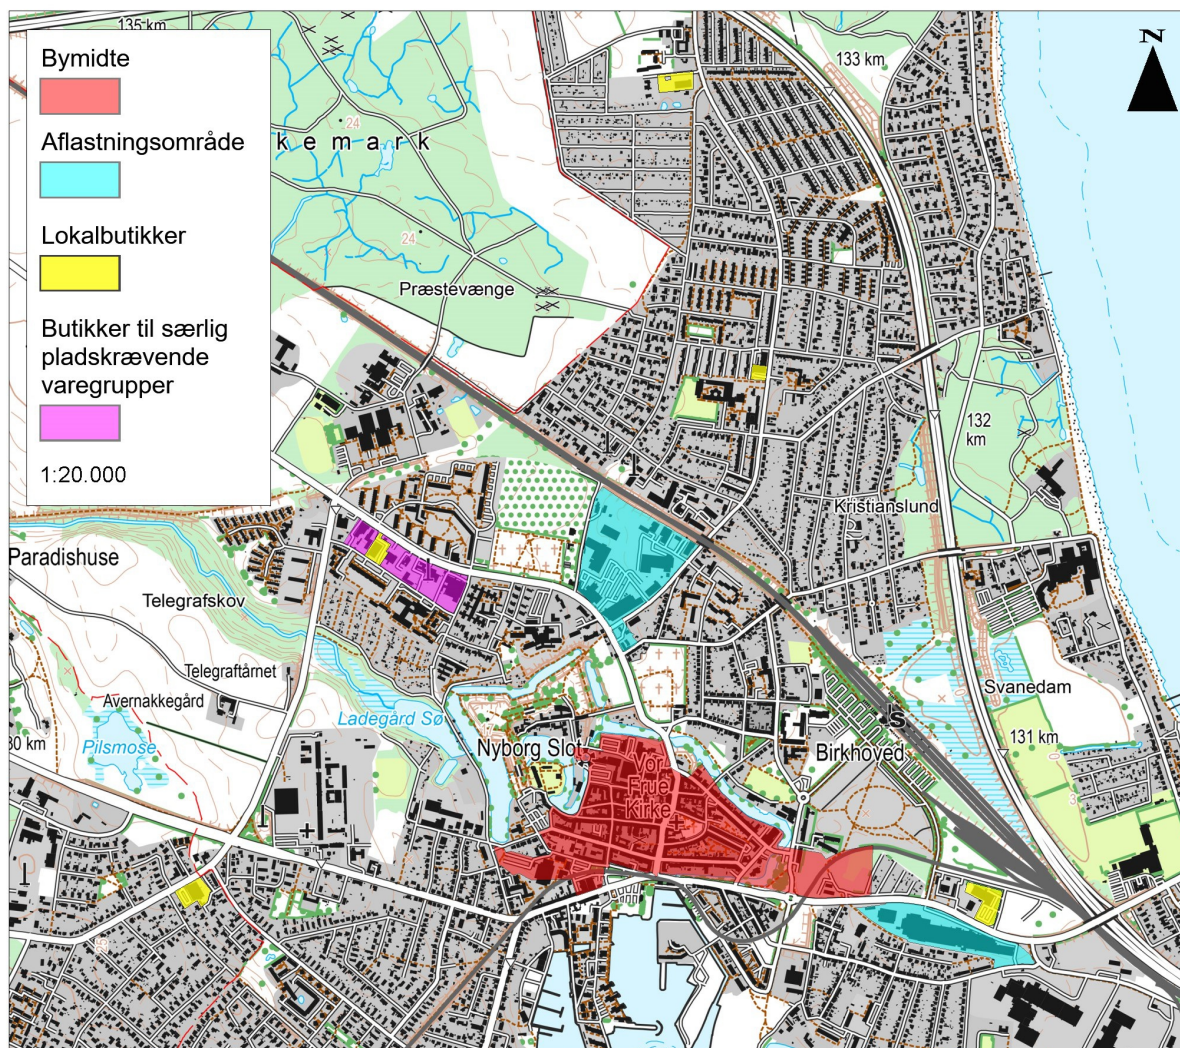 135 km
Bymidte
Aflastningsområde
Lokalbutikker
Butikker til særlig
pladskrævende
varegrupper
1:20.000
N
133 km
24
kemark
24
Præstevænge
132
km
Kristianslund
Paradishuse
Telegrafskov
Telegraftårnet
Avernakkegård
Ladegård Sø
Pilsmose
80 km
Svanedam
131 km
Nyborg Slot
Vor
Frue
Kirke
Birkhoved